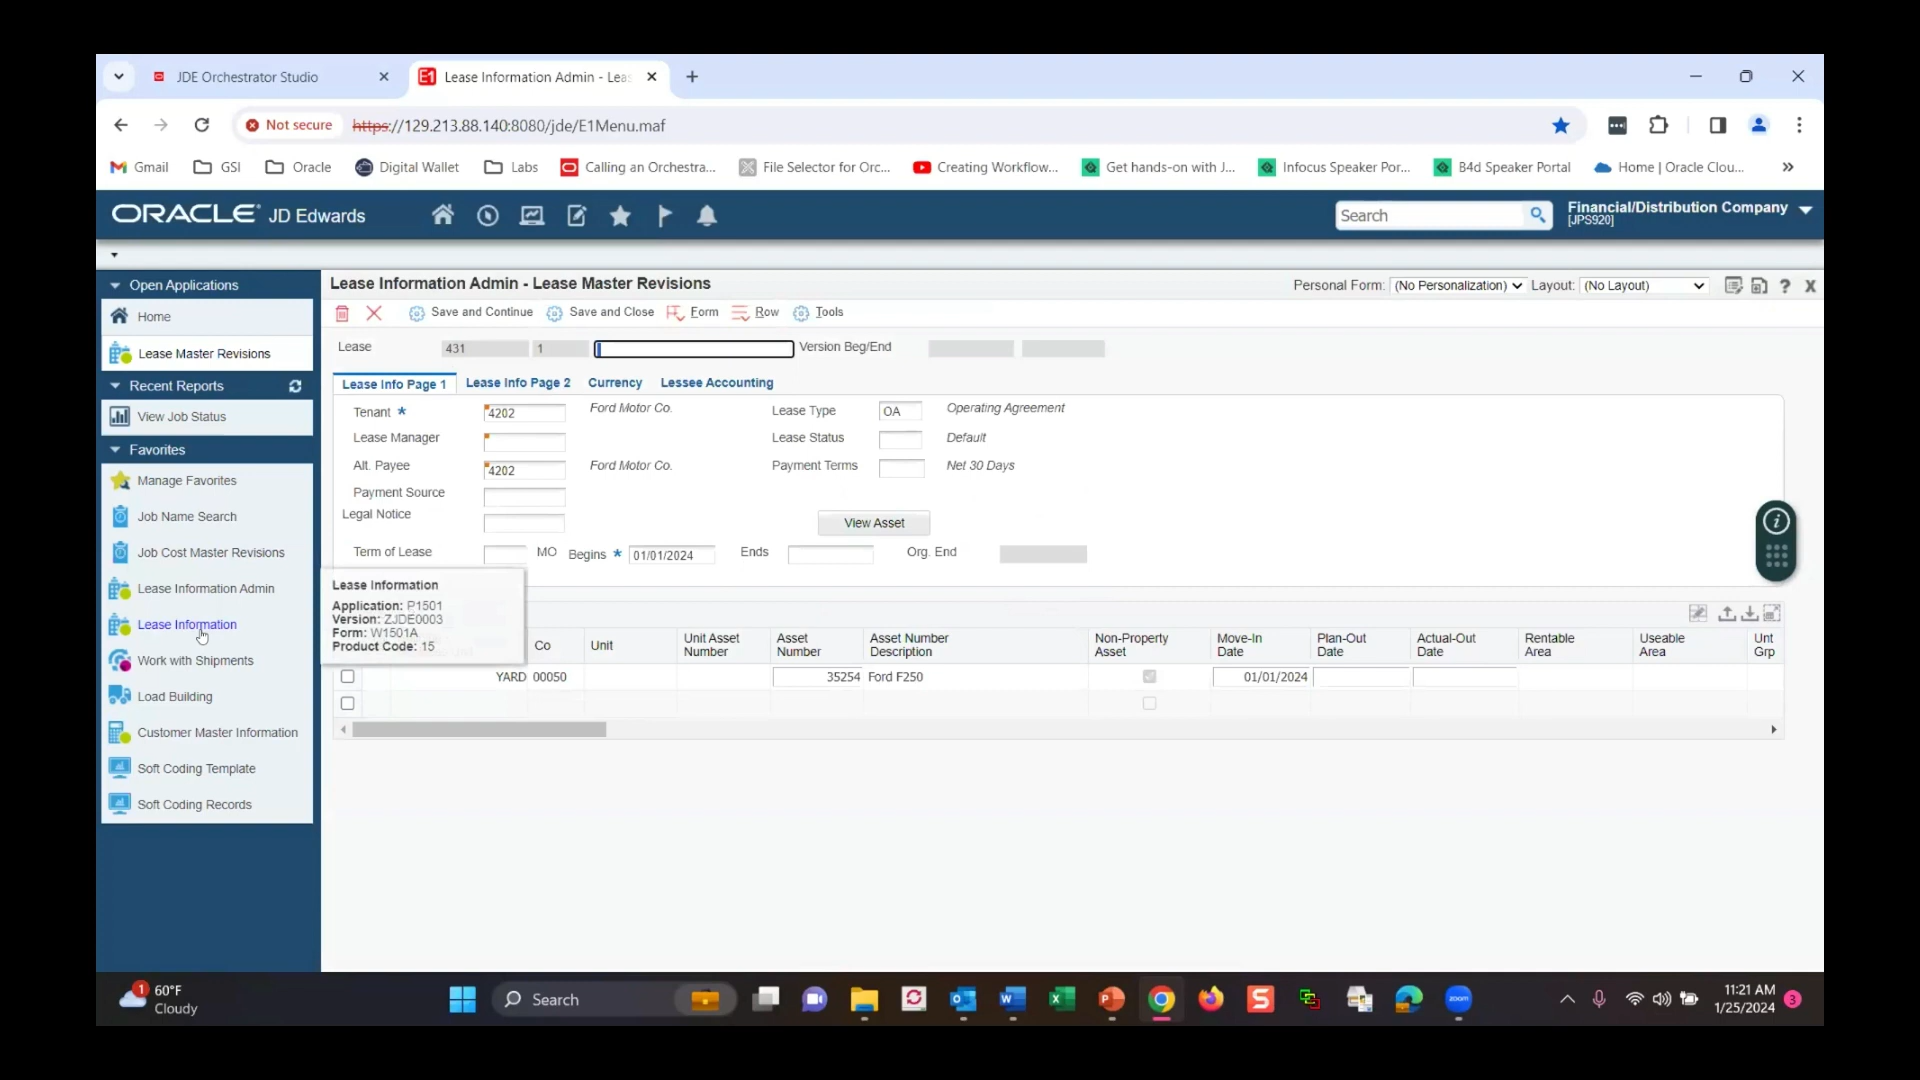 JDE Orchestrator Studio
Lease Information Admin - Lea
Not secure https://129.213.88.140:8080/jde/E1Menu.maf
Gmail GSI Oracle Digital Wallet Labs Calling an Orchestra... File Selector for Orc... Creating Workflow... Get hands-on with J... Infocus Speaker Por... B4d Speaker Portal Home | Oracle Clou... »
ORACLE JD Edwards
Search
Financial/Distribution Company
[JPS920]
Open Applications
Home
Lease Master Revisions
Recent Reports
View Job Status
Favorites
Manage Favorites
Job Name Search
Job Cost Master Revisions
Lease Information Admin
Lease Information
Work with Shipments
Load Building
Customer Master Information
Soft Coding Template
Soft Coding Records
Lease Information Admin - Lease Master Revisions
Personal Form: (No Personalization) Layout: (No Layout) ? X
Save and Continue Save and Close Form Row Tools
Lease 431 1 Version Beg/End
Lease Info Page 1 Lease Info Page 2 Currency Lessee Accounting
Tenant * 4202 Ford Motor Co. Lease Type OA Operating Agreement
Lease Manager Lease Status Default
Alt. Payee 4202 Ford Motor Co. Payment Terms Net 30 Days
Payment Source
Legal Notice View Asset
Term of Lease MO Begins * 01/01/2024 Ends Org. End
Lease Information
Application: P1501
Version: ZJDE0003
Form: W1501A
Product Code: 15
Co Unit Unit Asset Number Asset Number Asset Number Description Non-Property Asset Move-In Date Plan-Out Date Actual-Out Date Rentable Area Useable Area Unt Grp
YARD 00050 35254 Ford F250 01/01/2024
1
60°F
Cloudy
Search
zoom
11:21 AM
1/25/2024
3